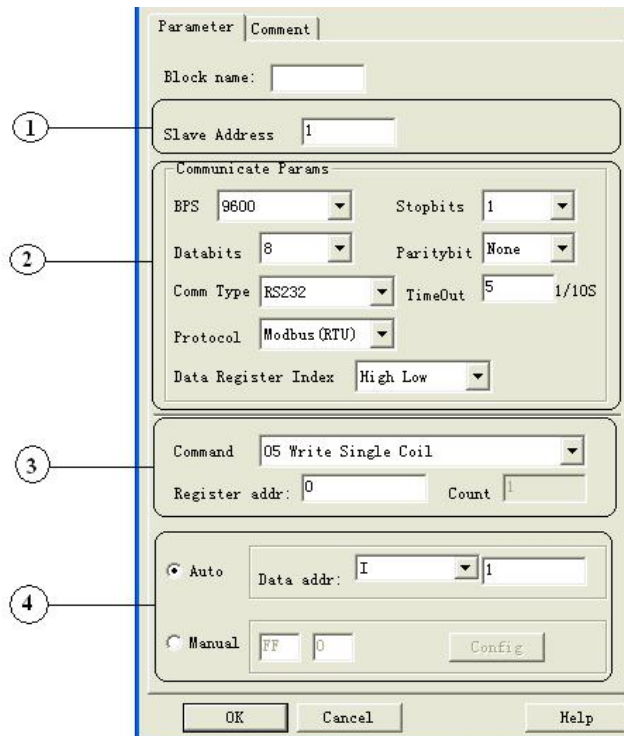 Parameter Comment
Block name:
1
Slave Address 1
Communicate Params
BPS 9600 Stopbits 1
2
Databits 8 Paritybit None
Comm Type RS232 TimeOut 5 1/10S
Protocol Modbus(RTU)
Data Register Index High Low
3
Command 05 Write Single Coil
Register addr: 0 Count 1
4
Auto Data addr: I 1
Manual FF 0 Config
OK Cancel Help